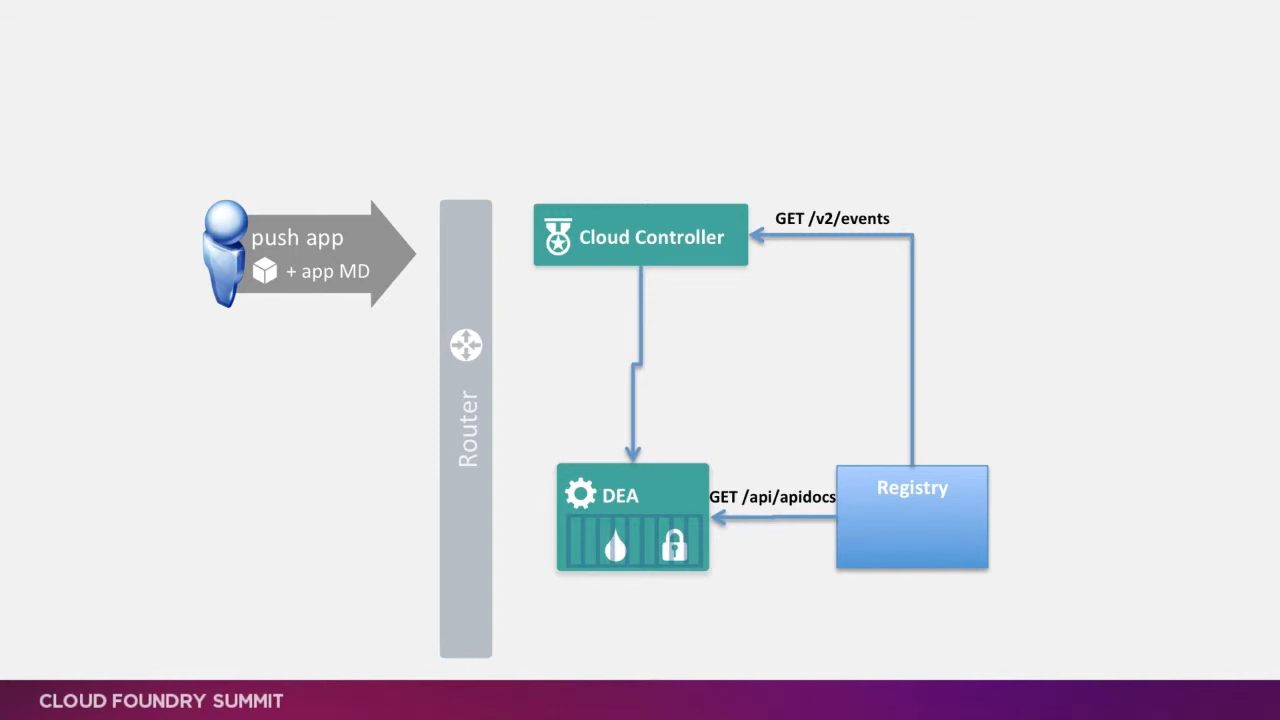 push app
+ app MD
Router
Cloud Controller
GET /v2/events
DEA
GET /api/apidocs
Registry
CLOUD FOUNDRY SUMMIT